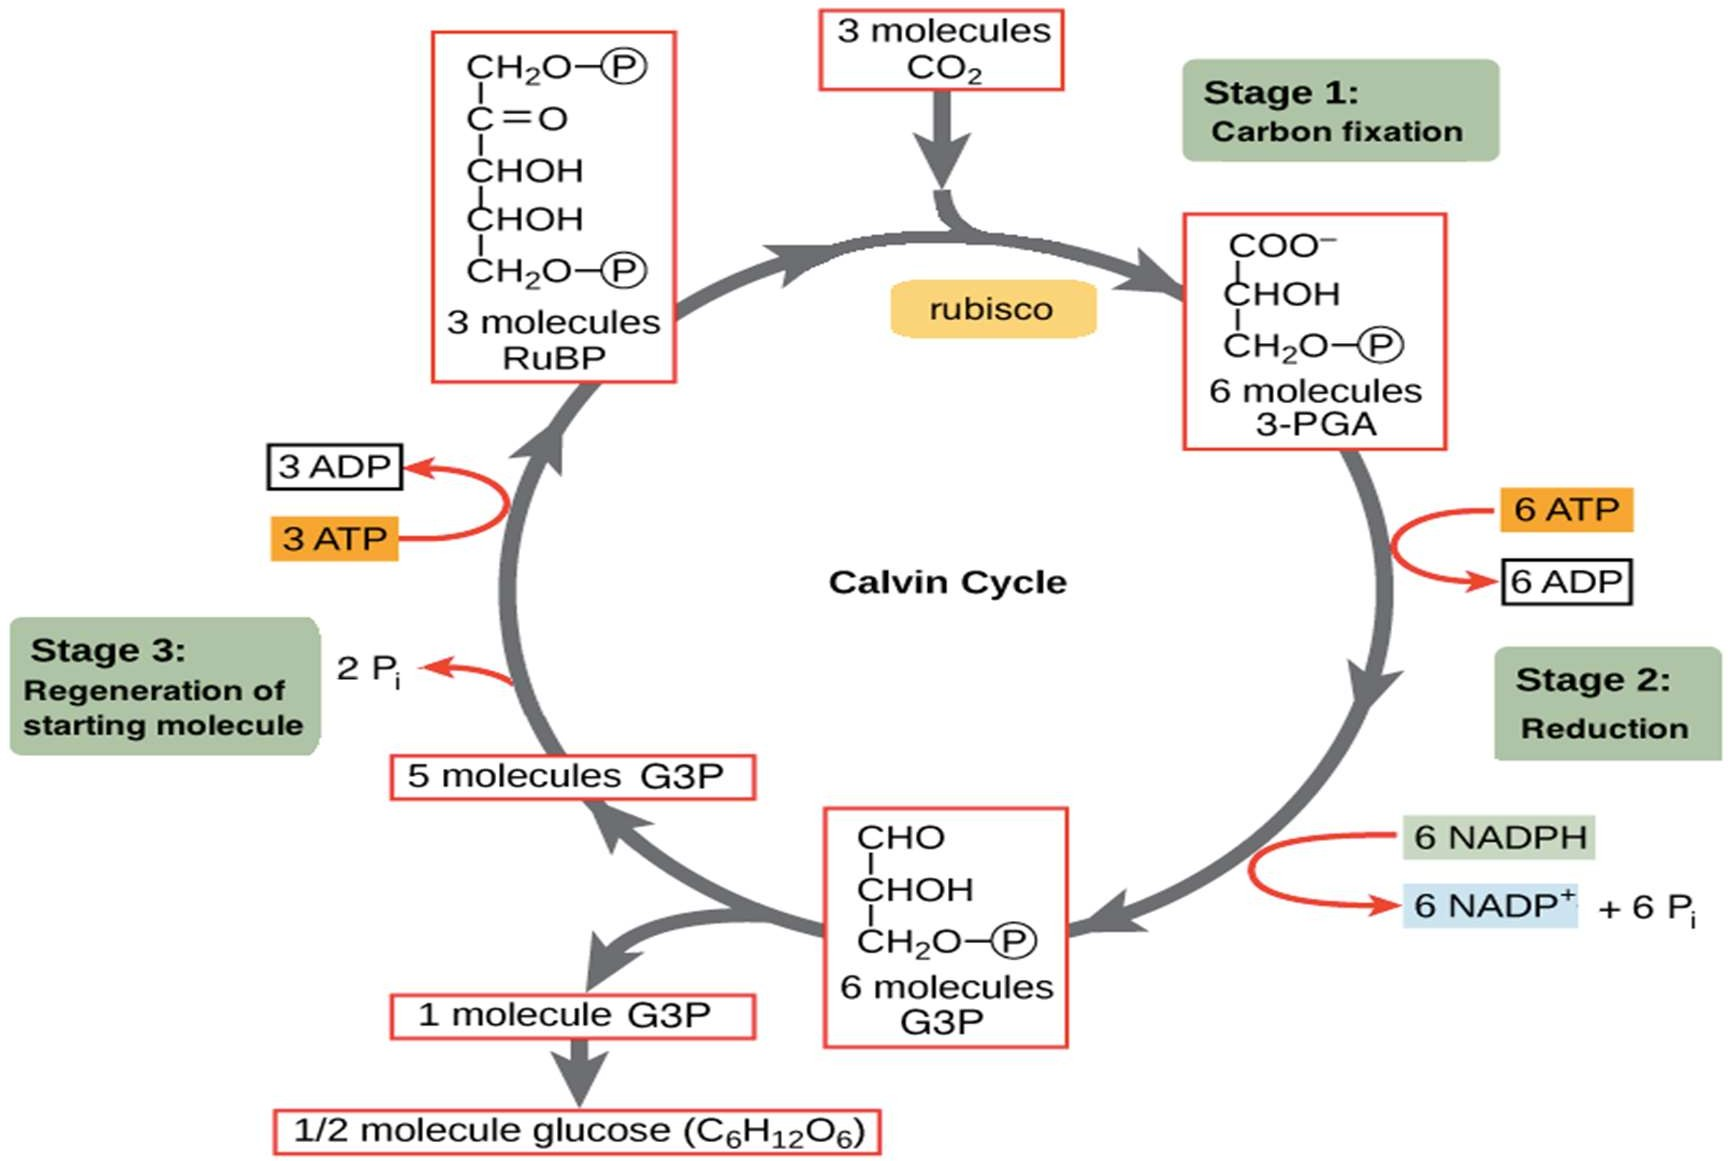 3 molecules
CO₂
Stage 1:
Carbon fixation
CH₂O—P
C=O
CHOH
CHOH
CH₂O—P
3 molecules
RuBP
rubisco
COO⁻
CHOH
CH₂O—P
6 molecules
3-PGA
3 ADP
3 ATP
6 ATP
6 ADP
Calvin Cycle
Stage 3:
Regeneration of
starting molecule
2 Pᵢ
Stage 2:
Reduction
5 molecules G3P
6 NADPH
6 NADP⁺ + 6 Pᵢ
CHO
CHOH
CH₂O—P
6 molecules
G3P
1 molecule G3P
1/2 molecule glucose (C₆H₁₂O₆)